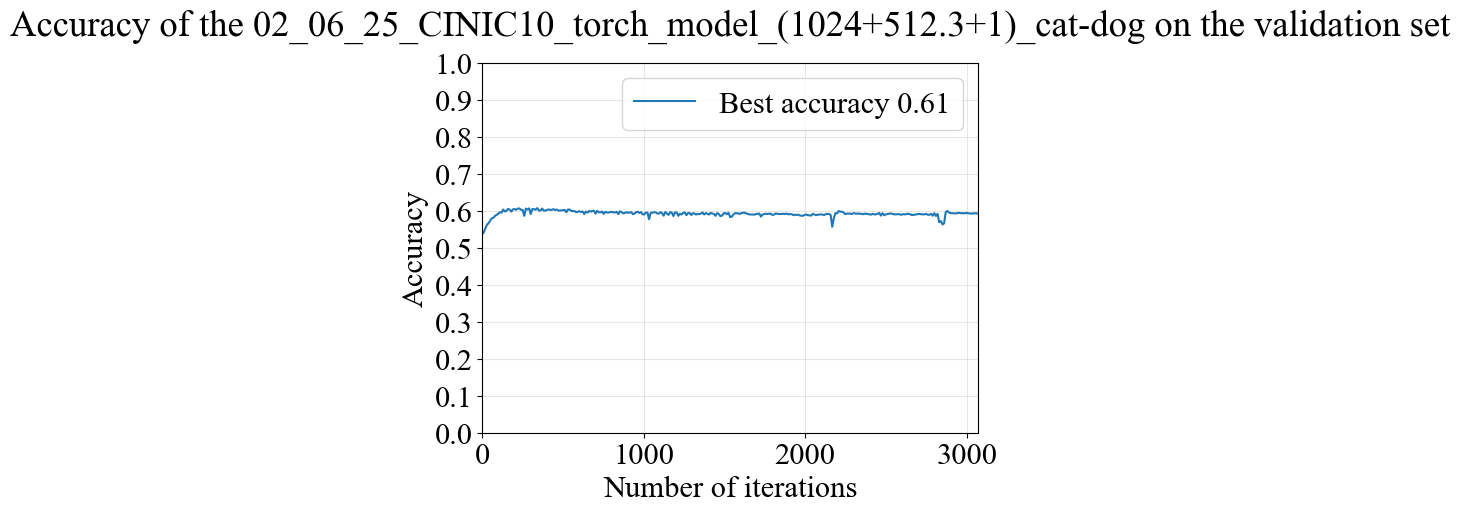 Accuracy of the 02_06_25_CINIC10_torch_model_(1024+512.3+1)_cat-dog on the validation set
1.0
0.9
0.8
0.7
0.6
0.5
0.4
0.3
0.2
0.1
0.0
Accuracy
Best accuracy 0.61
0 1000 2000 3000
Number of iterations